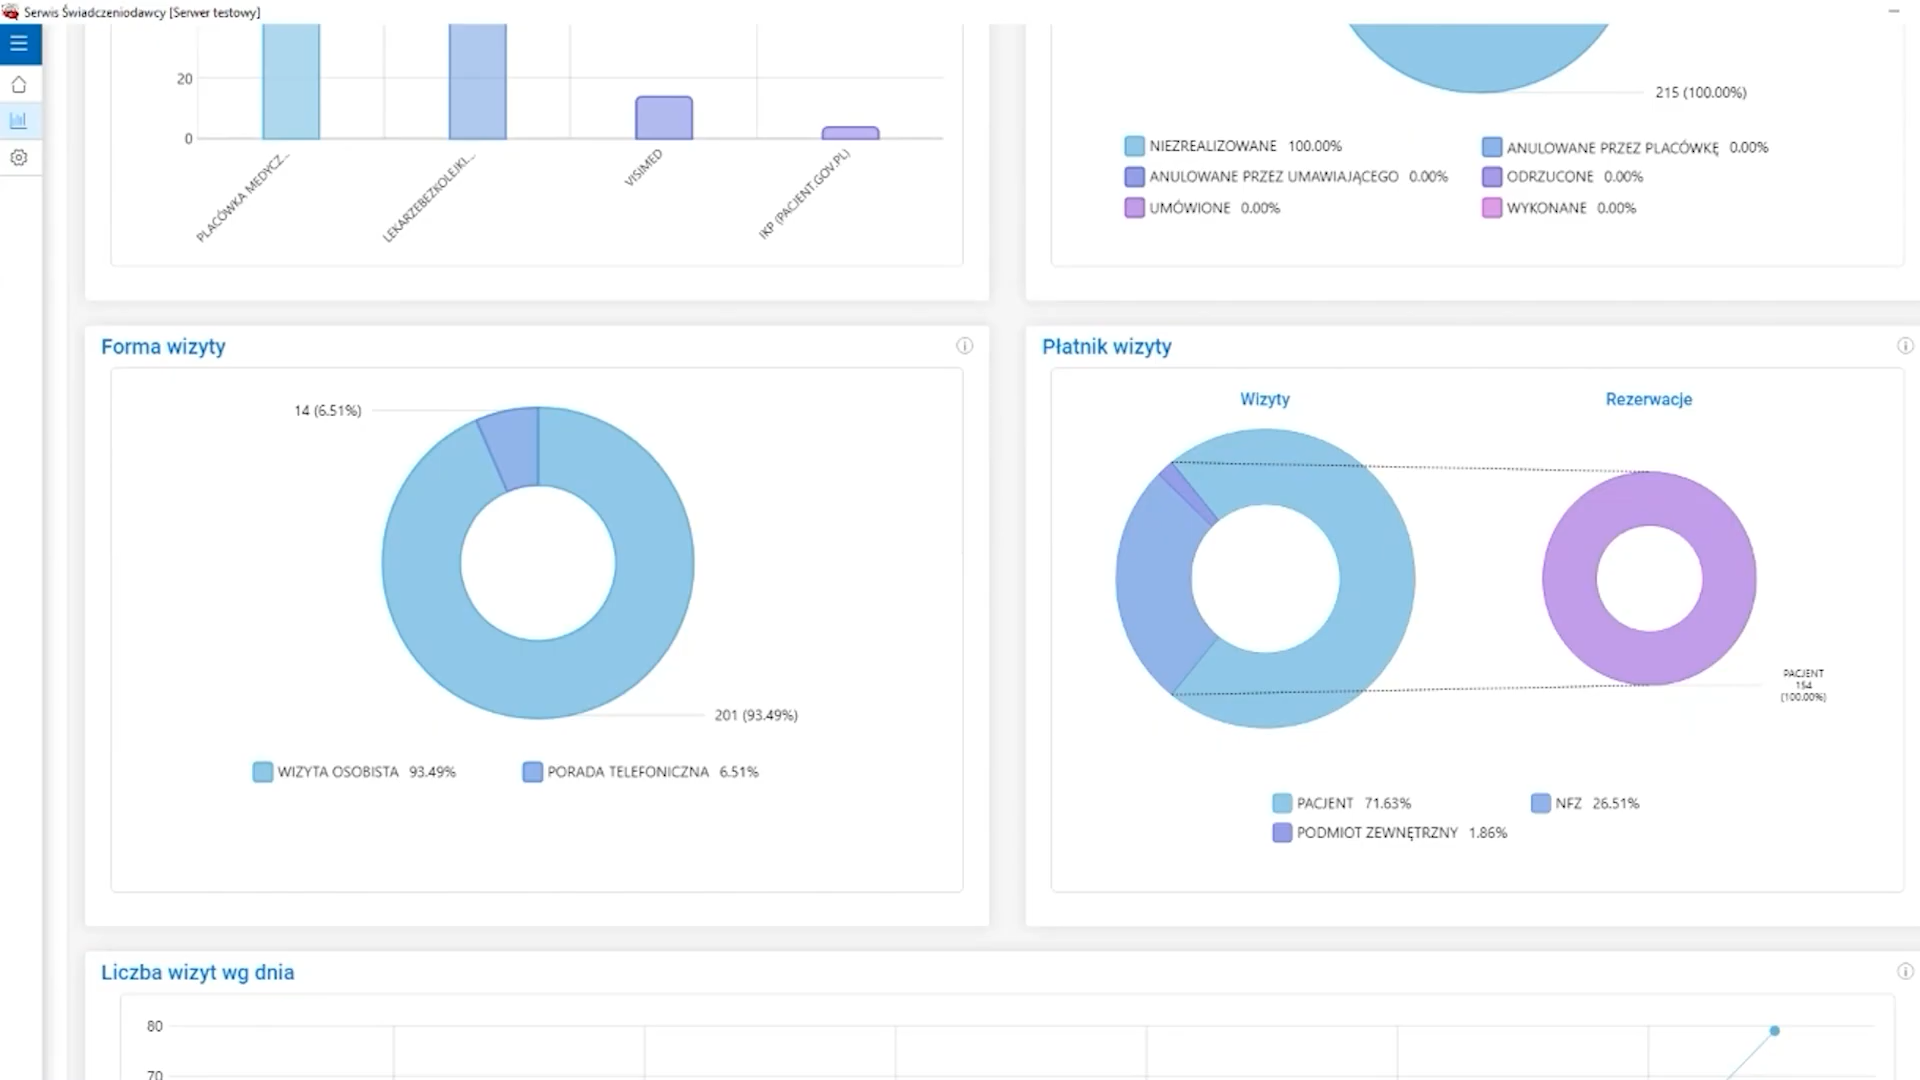 Serwis Świadczeniodawcy [Serwer testowy]
20
0
PLACÓWKA MEDYCZ...
LEKARZEBEZKOLEJKI...
VISIMED
IKP (PACJENT.GOV.PL)
215 (100.00%)
NIEZREALIZOWANE 100.00%
ANULOWANE PRZEZ PLACÓWKĘ 0.00%
ANULOWANE PRZEZ UMAWIAJĄCEGO 0.00%
ODRZUCONE 0.00%
UMÓWIONE 0.00%
WYKONANE 0.00%
Forma wizyty
14 (6.51%)
201 (93.49%)
WIZYTA OSOBISTA 93.49%
PORADA TELEFONICZNA 6.51%
Płatnik wizyty
Wizyty
Rezerwacje
PACJENT
154
(100.00%)
PACJENT 71.63%
NFZ 26.51%
PODMIOT ZEWNĘTRZNY 1.86%
Liczba wizyt wg dnia
80
70